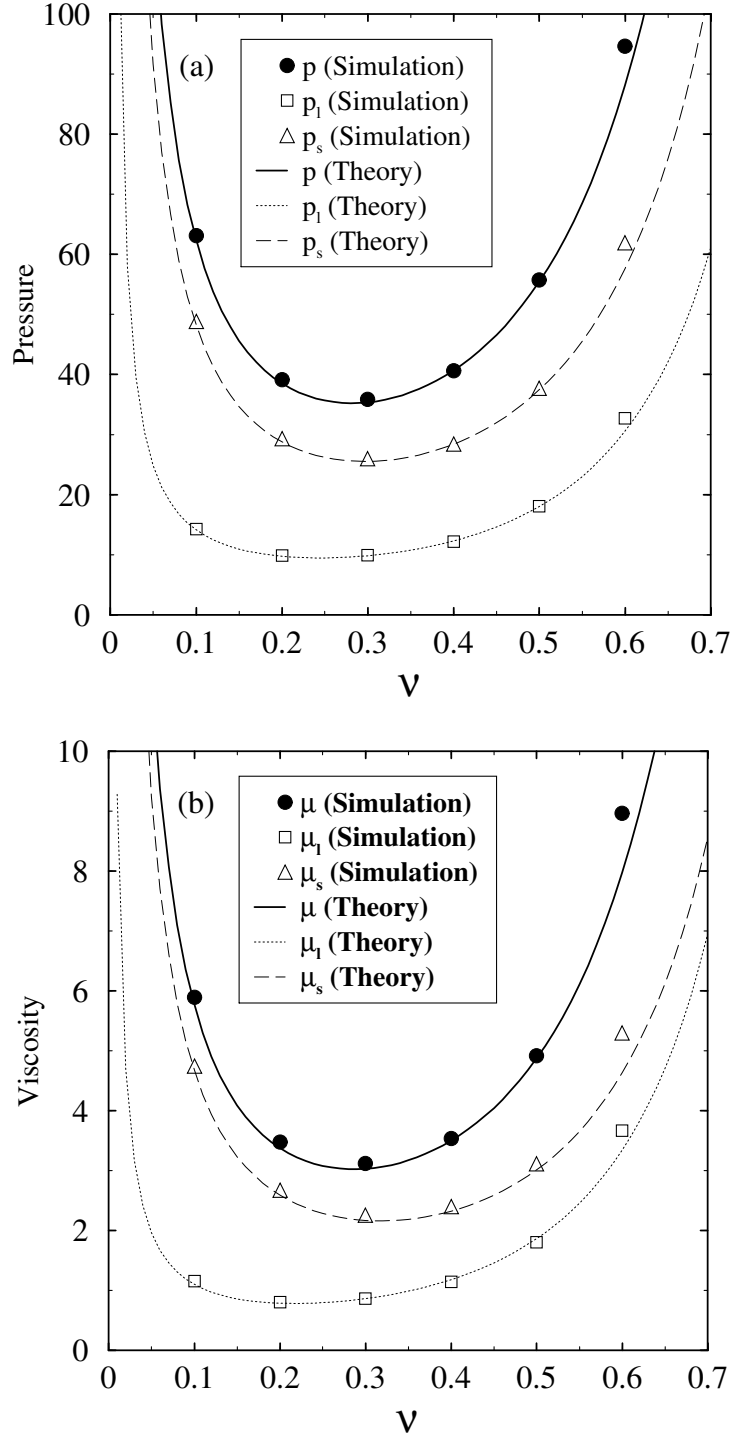 100
80
60
40
20
0
Pressure
(a)
p (Simulation)
p_l (Simulation)
p_s (Simulation)
p (Theory)
p_l (Theory)
p_s (Theory)
0 0.1 0.2 0.3 0.4 0.5 0.6 0.7
ν
10
8
6
4
2
0
Viscosity
(b)
μ (Simulation)
μ_l (Simulation)
μ_s (Simulation)
μ (Theory)
μ_l (Theory)
μ_s (Theory)
0 0.1 0.2 0.3 0.4 0.5 0.6 0.7
ν